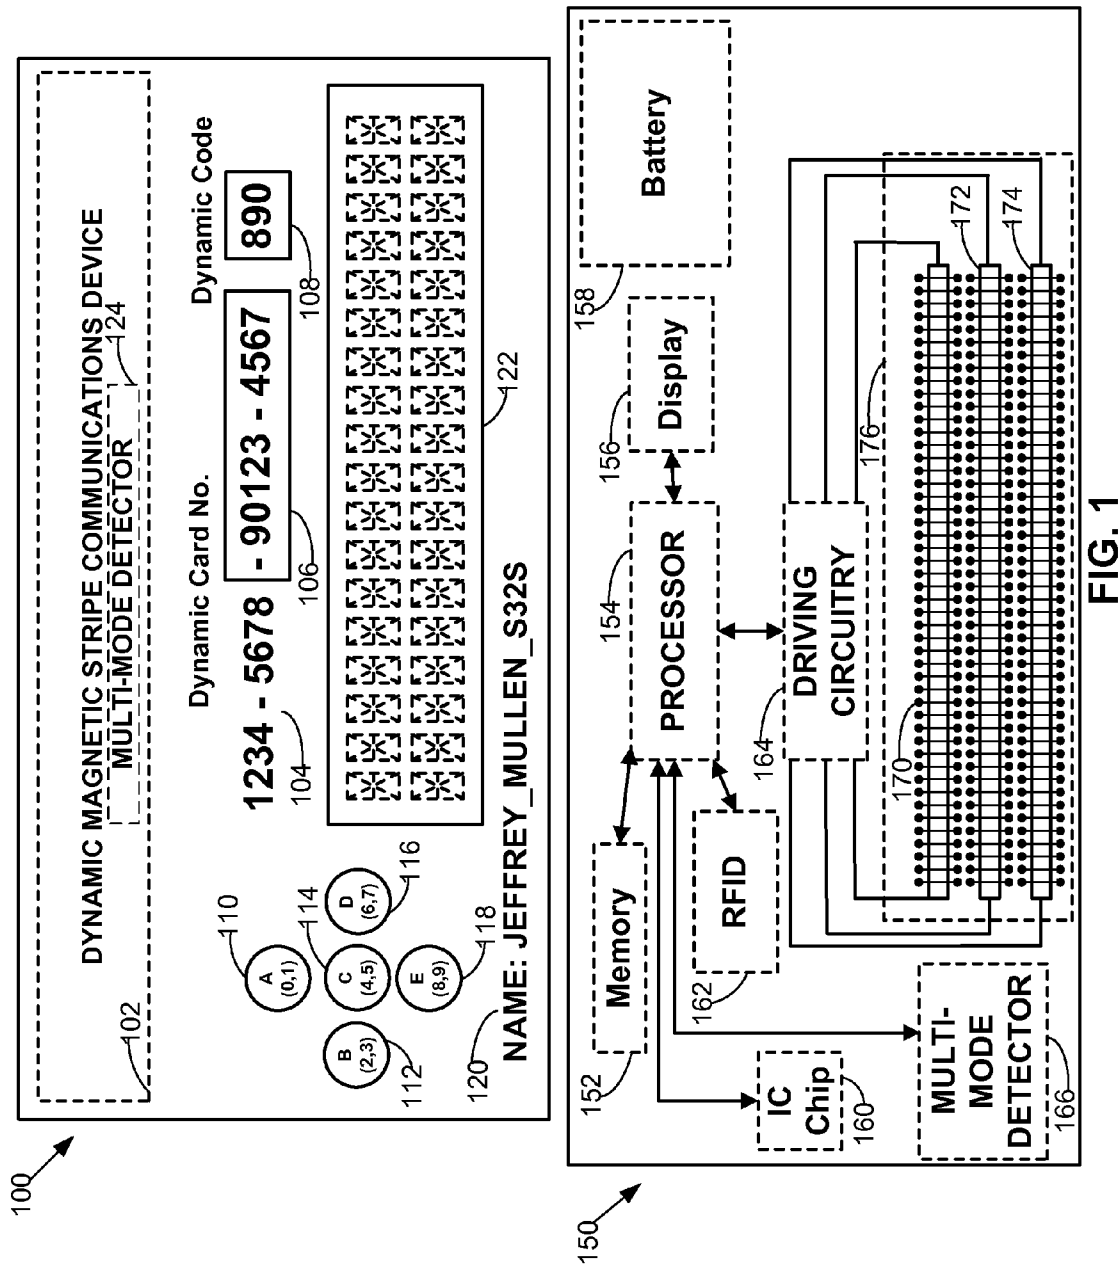 100
102
DYNAMIC MAGNETIC STRIPE COMMUNICATIONS DEVICE
MULTI-MODE DETECTOR
124
Dynamic Card No.
Dynamic Code
1234 - 5678 - 90123 - 4567
890
104
106
108
110
A
(0,1)
B
(2,3)
112
114
C
(4,5)
D
(6,7)
116
E
(8,9)
118
122
120
NAME: JEFFREY_MULLEN_S32S
150
152
Memory
154
PROCESSOR
156
Display
158
Battery
IC
Chip
160
RFID
162
164
DRIVING
CIRCUITRY
MULTI-
MODE
DETECTOR
166
170
176
172
174
FIG. 1